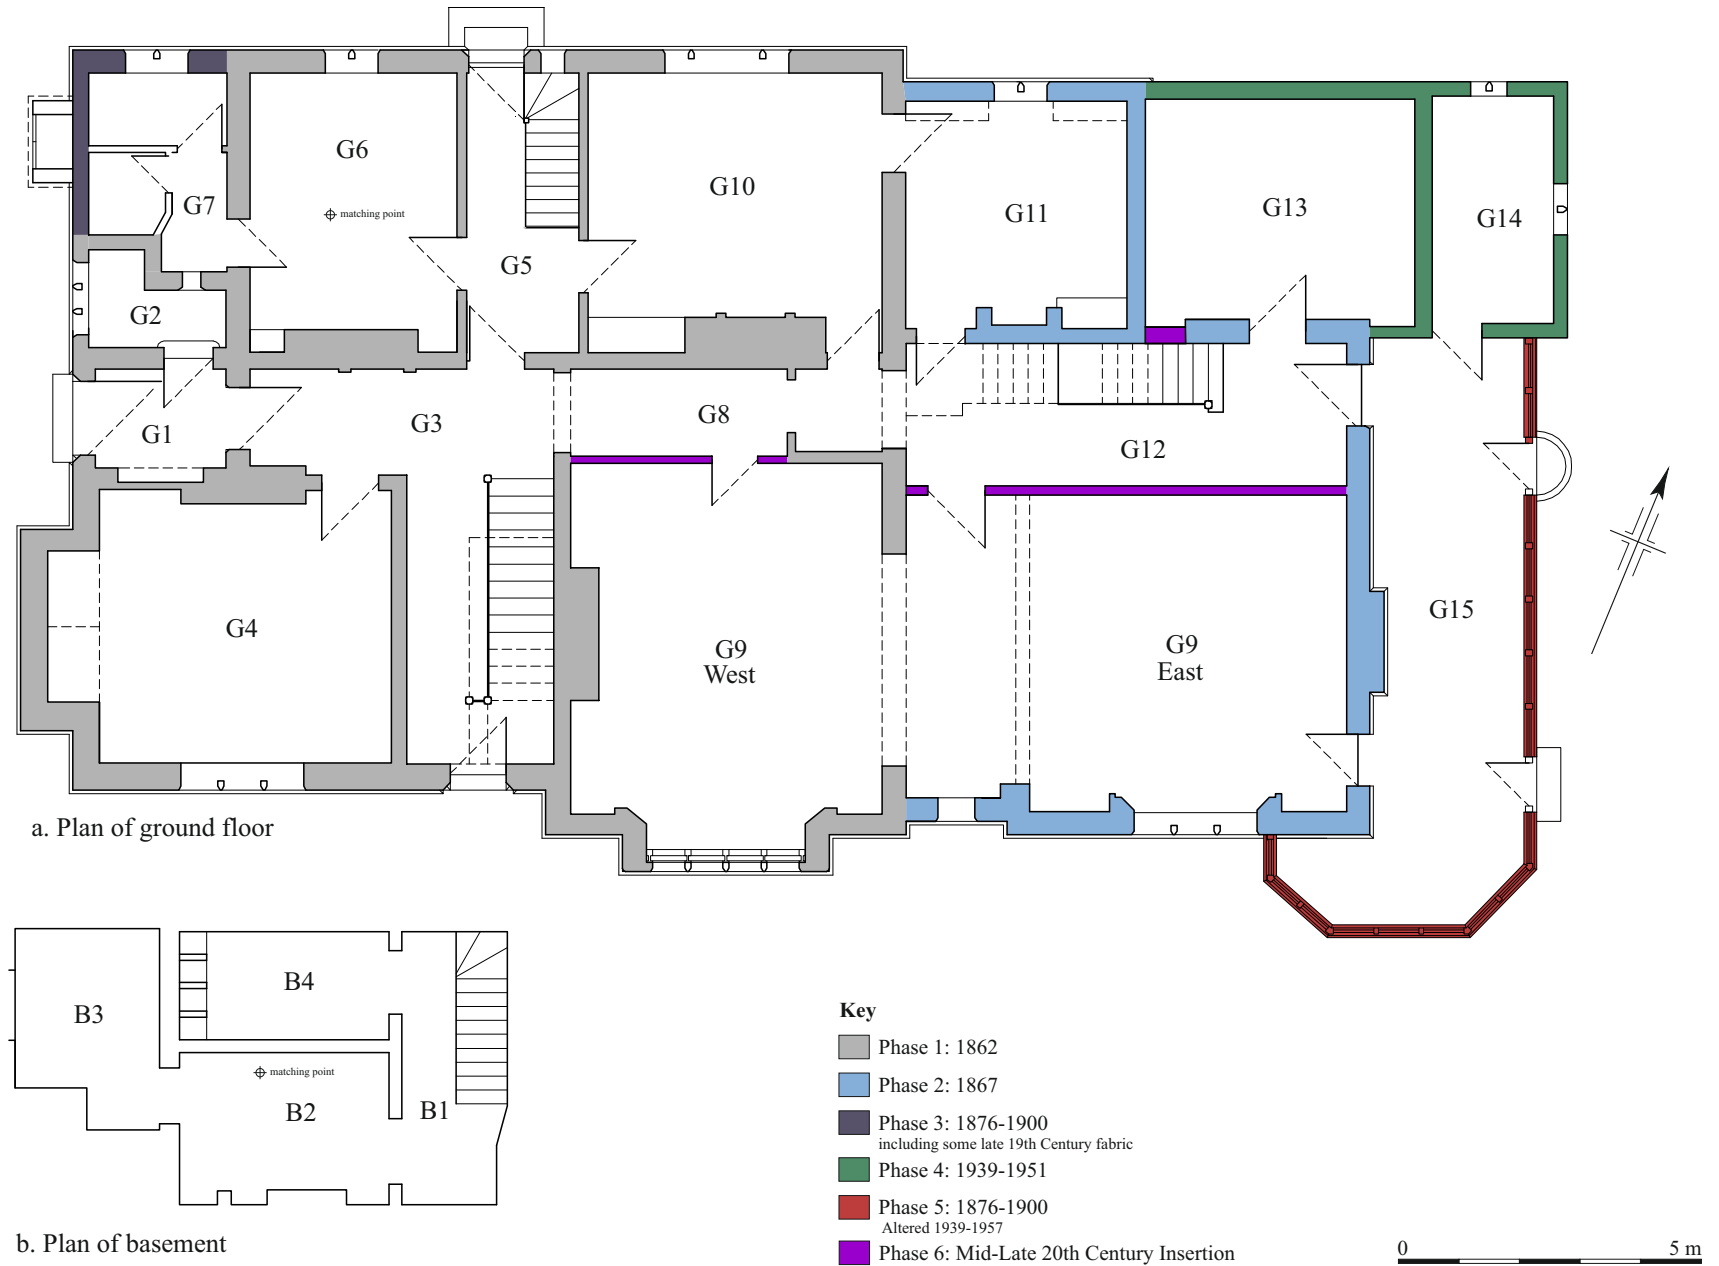 G6
matching point
G7
G10
G11
G13
G14
G5
G2
G1
G3
G8
G12
G4
G9
West
G9
East
G15
a. Plan of ground floor
B4
B3
matching point
B2
B1
b. Plan of basement
Key
Phase 1: 1862
Phase 2: 1867
Phase 3: 1876-1900
including some late 19th Century fabric
Phase 4: 1939-1951
Phase 5: 1876-1900
Altered 1939-1957
Phase 6: Mid-Late 20th Century Insertion
0 5 m